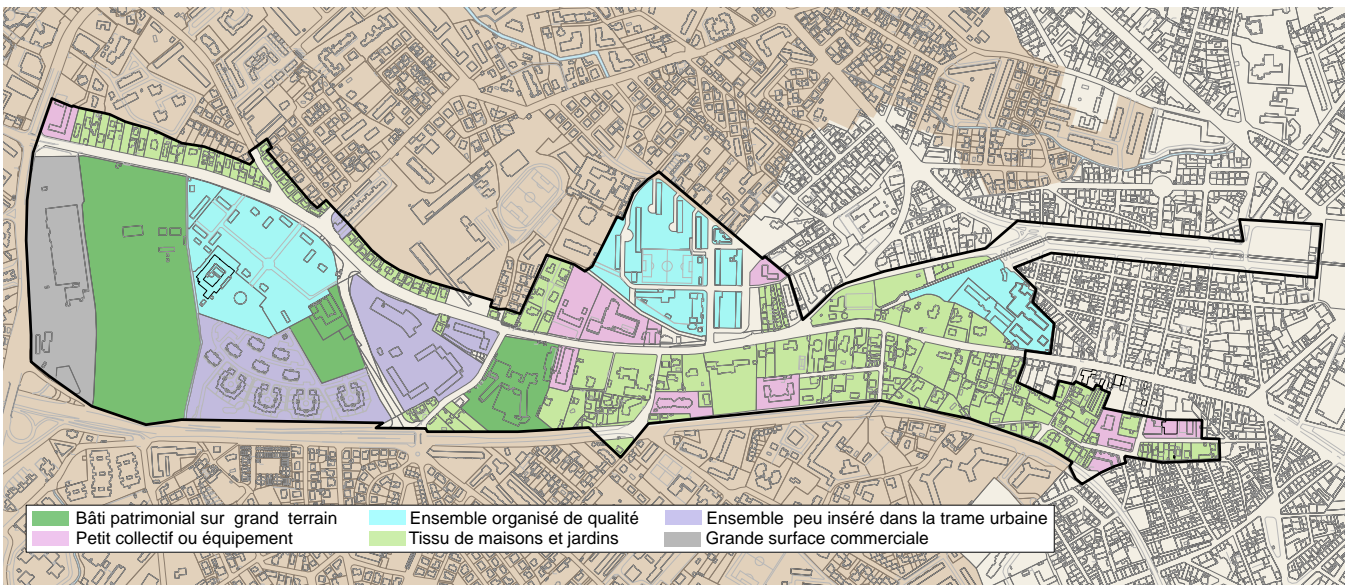 Bâti patrimonial sur grand terrain
Ensemble organisé de qualité
Ensemble peu inséré dans la trame urbaine
Petit collectif ou équipement
Tissu de maisons et jardins
Grande surface commerciale